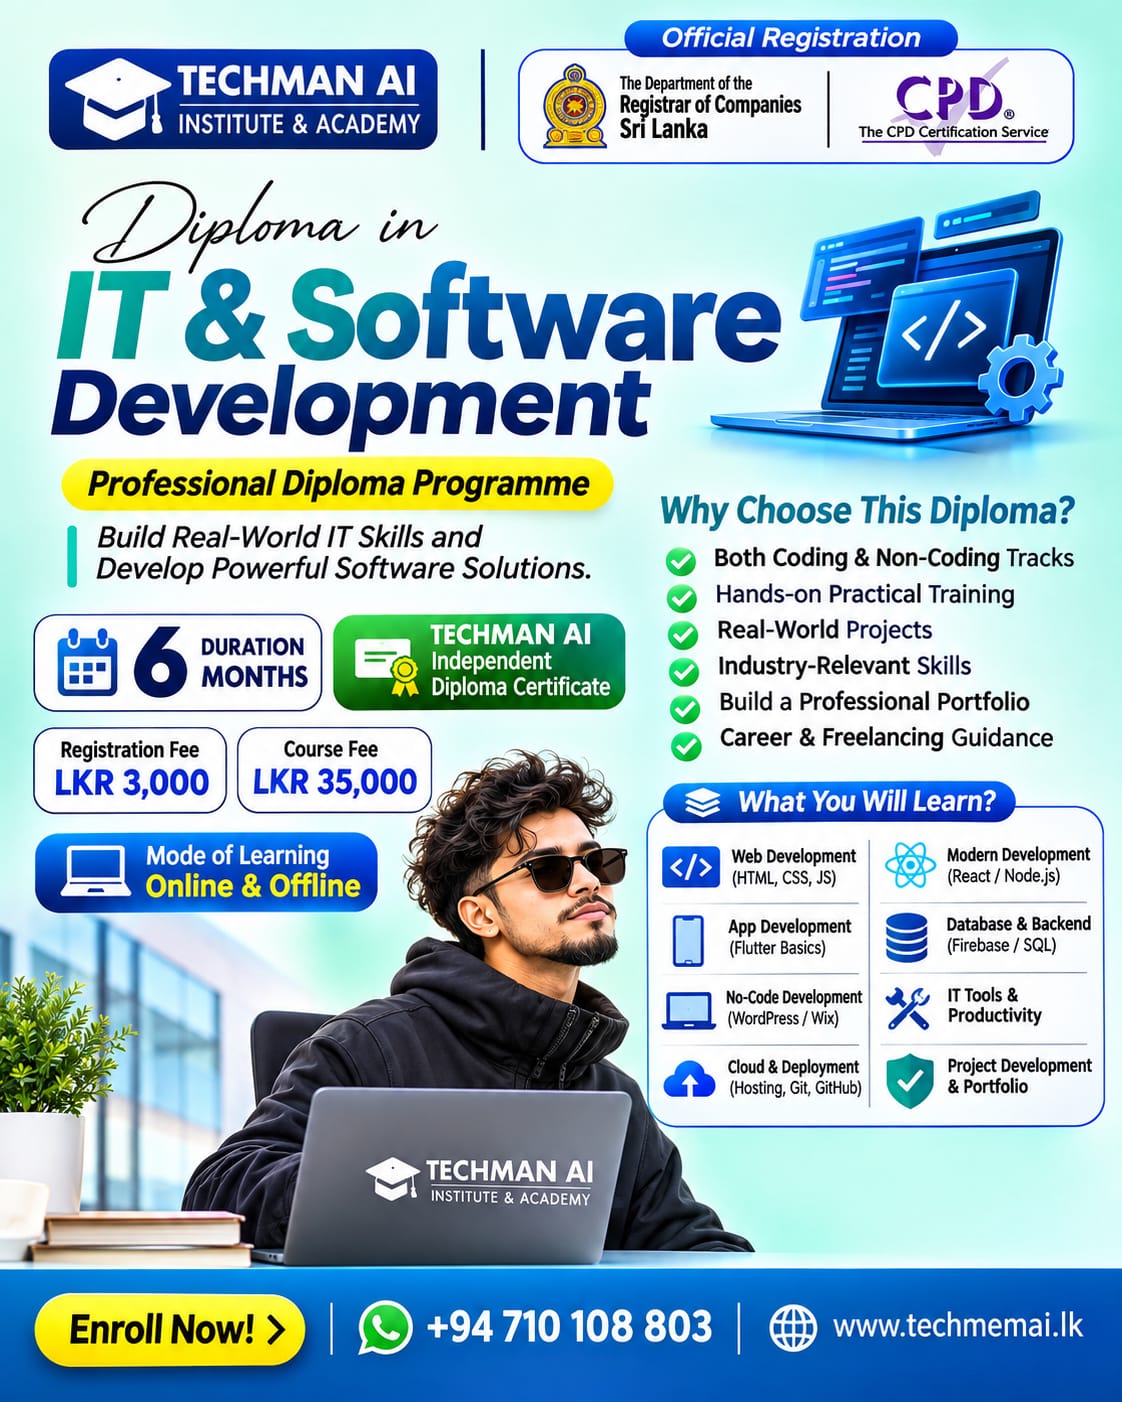 TECHMAN AI
INSTITUTE & ACADEMY
Official Registration
The Department of the
Registrar of Companies
Sri Lanka
CPD®
The CPD Certification Service
Diploma in
IT & Software
Development
Professional Diploma Programme
Build Real-World IT Skills and
Develop Powerful Software Solutions.
6 DURATION
MONTHS
TECHMAN AI
Independent
Diploma Certificate
Registration Fee
LKR 3,000
Course Fee
LKR 35,000
Mode of Learning
Online & Offline
Why Choose This Diploma?
Both Coding & Non-Coding Tracks
Hands-on Practical Training
Real-World Projects
Industry-Relevant Skills
Build a Professional Portfolio
Career & Freelancing Guidance
What You Will Learn?
</>
Web Development
(HTML, CSS, JS)
Modern Development
(React / Node.js)
App Development
(Flutter Basics)
Database & Backend
(Firebase / SQL)
No-Code Development
(WordPress / Wix)
IT Tools &
Productivity
Cloud & Deployment
(Hosting, Git, GitHub)
Project Development
& Portfolio
</>
TECHMAN AI
INSTITUTE & ACADEMY
Enroll Now! >
+94 710 108 803
www.techmemai.lk